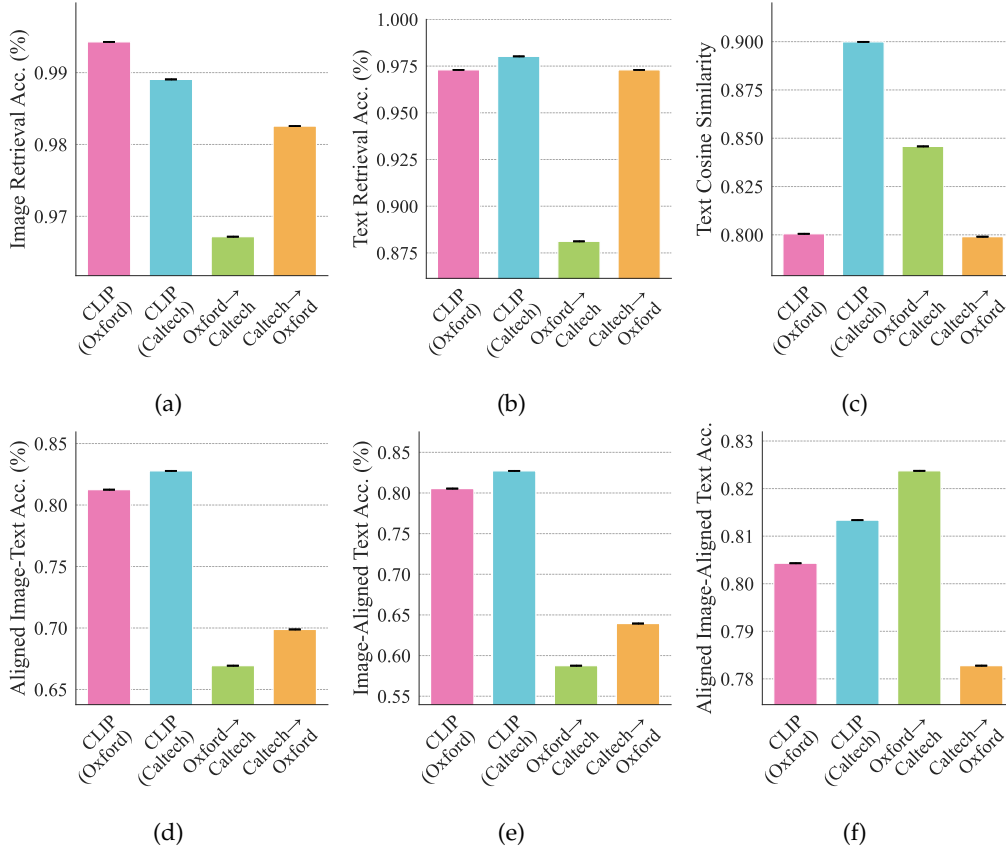 Image Retrieval Acc. (%)
0.99
0.98
0.97
CLIP
(Oxford)
CLIP
(Caltech)
Oxford→
Caltech
Caltech→
Oxford
(a)
Text Retrieval Acc. (%)
1.000
0.975
0.950
0.925
0.900
0.875
CLIP
(Oxford)
CLIP
(Caltech)
Oxford→
Caltech
Caltech→
Oxford
(b)
Text Cosine Similarity
0.900
0.875
0.850
0.825
0.800
CLIP
(Oxford)
CLIP
(Caltech)
Oxford→
Caltech
Caltech→
Oxford
(c)
Aligned Image-Text Acc. (%)
0.85
0.80
0.75
0.70
0.65
CLIP
(Oxford)
CLIP
(Caltech)
Oxford→
Caltech
Caltech→
Oxford
(d)
Image-Aligned Text Acc. (%)
0.85
0.80
0.75
0.70
0.65
0.60
0.55
CLIP
(Oxford)
CLIP
(Caltech)
Oxford→
Caltech
Caltech→
Oxford
(e)
Aligned Image-Aligned Text Acc.
0.83
0.82
0.81
0.80
0.79
0.78
CLIP
(Oxford)
CLIP
(Caltech)
Oxford→
Caltech
Caltech→
Oxford
(f)